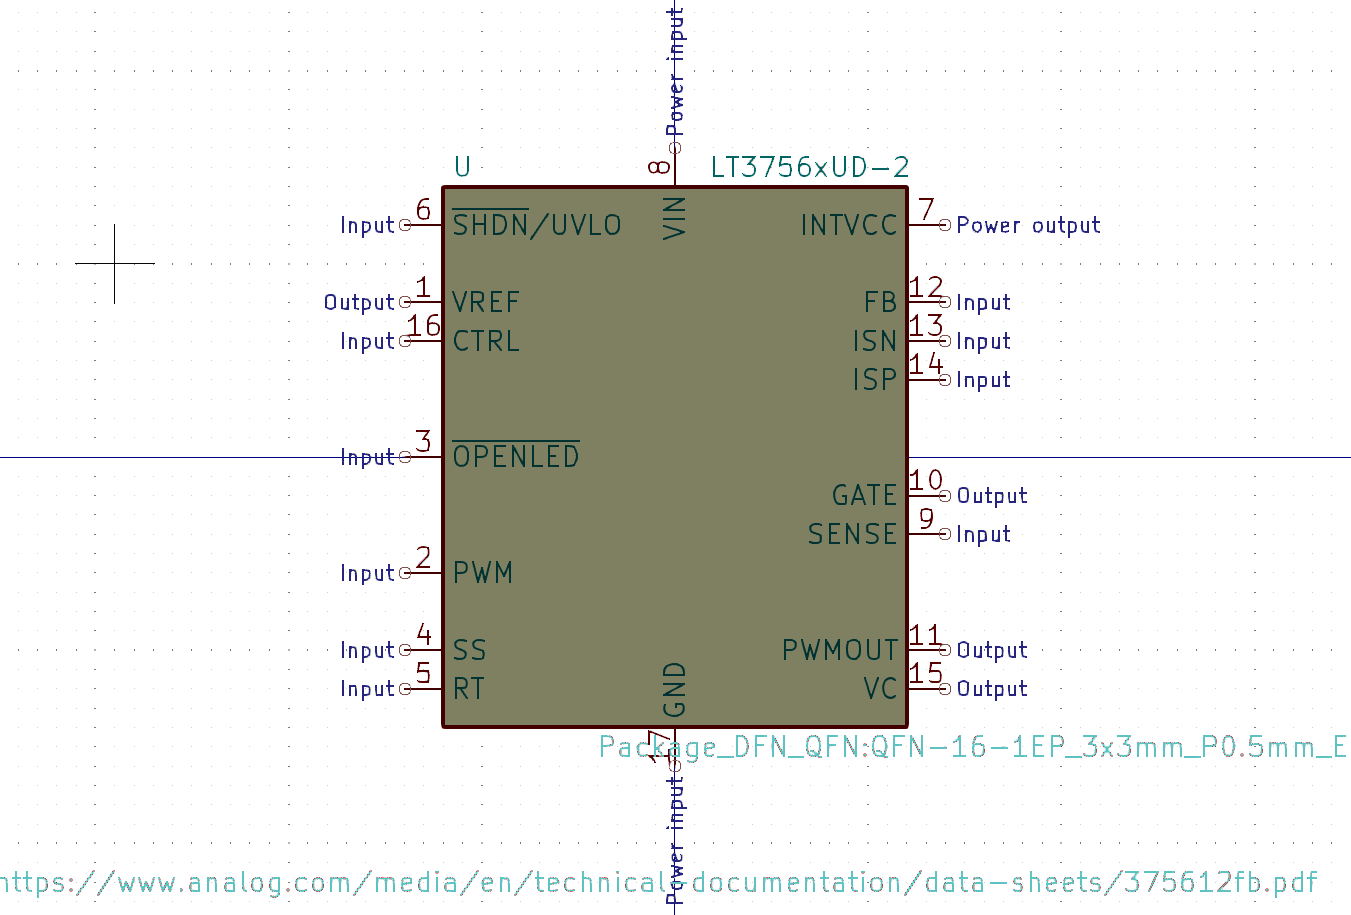 Power input
U
8
LT3756xUD-2
Input 6 SHDN/UVLO
VIN
INTVCC 7 Power output
Output 1 VREF
FB 12 Input
Input 16 CTRL
ISN 13 Input
ISP 14 Input
Input 3 OPENLED
GATE 10 Output
SENSE 9 Input
Input 2 PWM
Input 4 SS
PWMOUT 11 Output
Input 5 RT
GND
VC 15 Output
17
Package_DFN_QFN:QFN-16-1EP_3x3mm_P0.5mm_E
Power input
https://www.analog.com/media/en/technical-documentation/data-sheets/375612fb.pdf